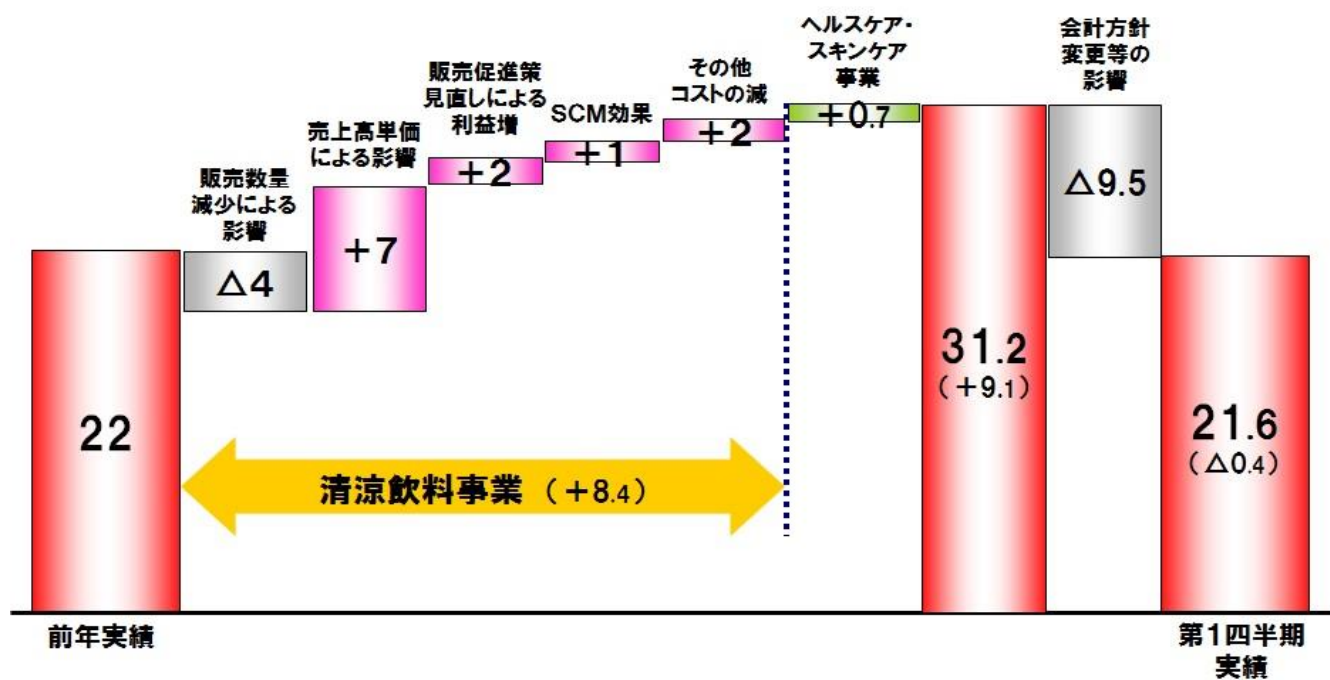 販売数量
減少による
影響
△4
売上高単価
による影響
+7
販売促進策
見直しによる
利益増
+2
SCM効果
+1
その他
コストの減
+2
ヘルスケア・
スキンケア
事業
+0.7
会計方針
変更等の
影響
△9.5
22
31.2
(+9.1)
21.6
(△0.4)
清涼飲料事業 (+8.4)
前年実績
第1四半期
実績